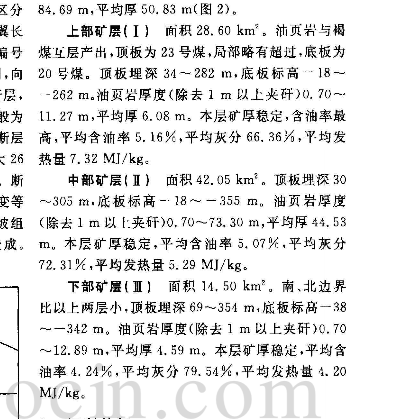 区分
翼长
编号
,向
层,
般为
断层
大 26
断
变等
破组
成。
84.69 m,平均厚 50.83 m(图 2)。
上部矿层(Ⅰ) 面积 28.60 km²。油页岩与褐
煤互层产出,顶板为 23 号煤,局部略有超过,底板为
20 号煤。顶板埋深 34～282 m,底板标高－18～
－262 m。油页岩厚度(除去 1 m 以上夹矸)0.70～
11.27 m,平均厚 6.08 m。本层矿厚稳定,含油率最
高,平均含油率 5.16%,平均灰分 66.36%,平均发
热量 7.32 MJ/kg。
中部矿层(Ⅱ) 面积 42.05 km²。顶板埋深 30
～305 m,底板标高－18～－355 m。油页岩厚度
(除去 1 m 以上夹矸)0.70～73.30 m,平均厚 44.53
m。本层矿厚稳定,平均含油率 5.07%,平均灰分
72.31%,平均发热量 5.29 MJ/kg。
下部矿层(Ⅲ) 面积 14.50 km²。南、北边界
比以上两层小,顶板埋深 69～354 m,底板标高－38
～－342 m。油页岩厚度(除去 1 m 以上夹矸)0.70
～12.89 m,平均厚 4.59 m。本层矿厚稳定,平均含
油率 4.24%,平均灰分 79.54%,平均发热量 4.20
MJ/kg。